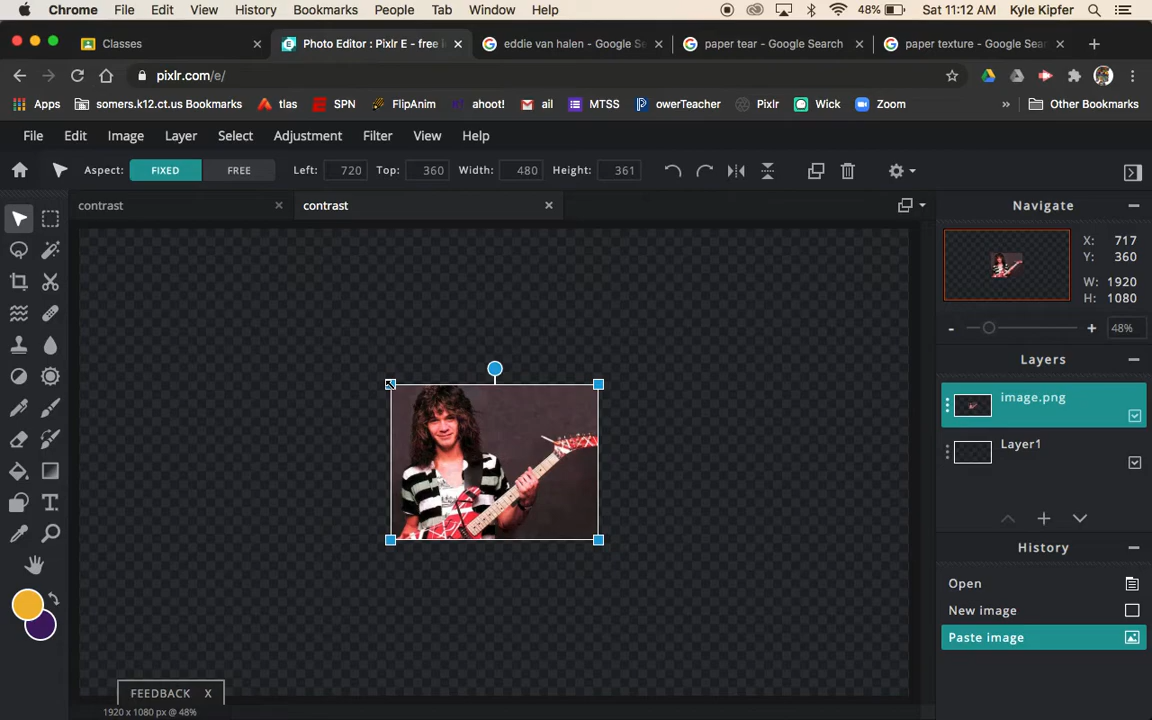 Chrome File Edit View History Bookmarks People Tab Window Help 48% Sat 11:12 AM Kyle Kipfer
Classes Photo Editor : Pixlr E - free eddie van halen - Google Se paper tear - Google Search paper texture - Google Sear
pixlr.com/e/
Apps somers.k12.ct.us Bookmarks tlas SPN FlipAnim ahoot! ail MTSS owerTeacher Pixlr Wick Zoom » Other Bookmarks
File Edit Image Layer Select Adjustment Filter View Help
Aspect: FIXED FREE Left: 720 Top: 360 Width: 480 Height: 361
contrast contrast
Navigate
X: 717
Y: 360
W: 1920
H: 1080
- + 48%
Layers
image.png
Layer1
History
Open
New image
Paste image
FEEDBACK X
1920 x 1080 px @ 48%